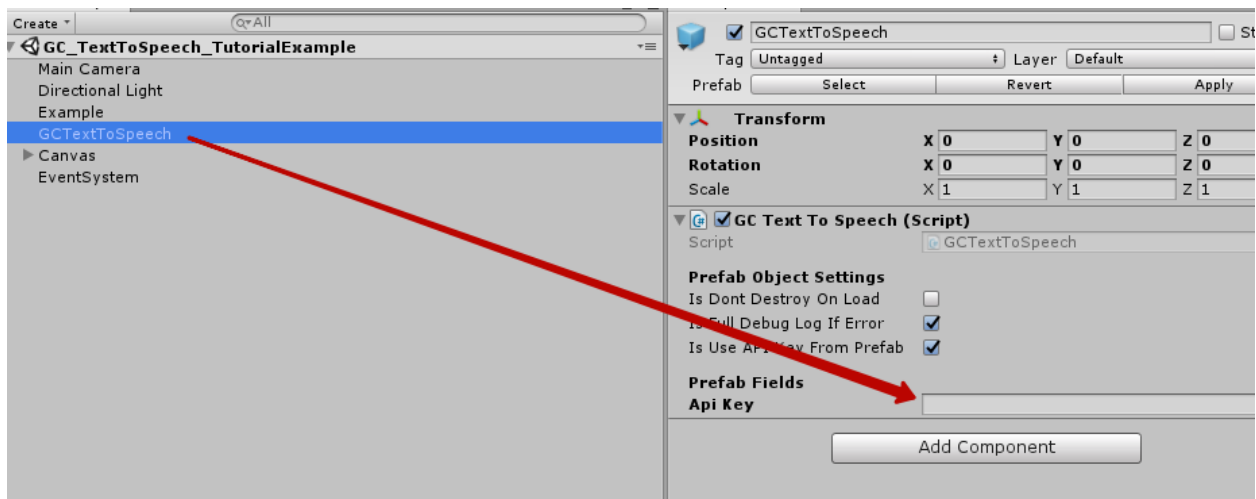 Create
All
GC_TextToSpeech_TutorialExample
Main Camera
Directional Light
Example
GCTextToSpeech
Canvas
EventSystem
GCTextToSpeech St
Tag Untagged Layer Default
Prefab Select Revert Apply
Transform
Position X 0 Y 0 Z 0
Rotation X 0 Y 0 Z 0
Scale X 1 Y 1 Z 1
GC Text To Speech (Script)
Script GCTextToSpeech
Prefab Object Settings
Is Dont Destroy On Load
Is Full Debug Log If Error
Is Use API Key From Prefab
Prefab Fields
Api Key
Add Component